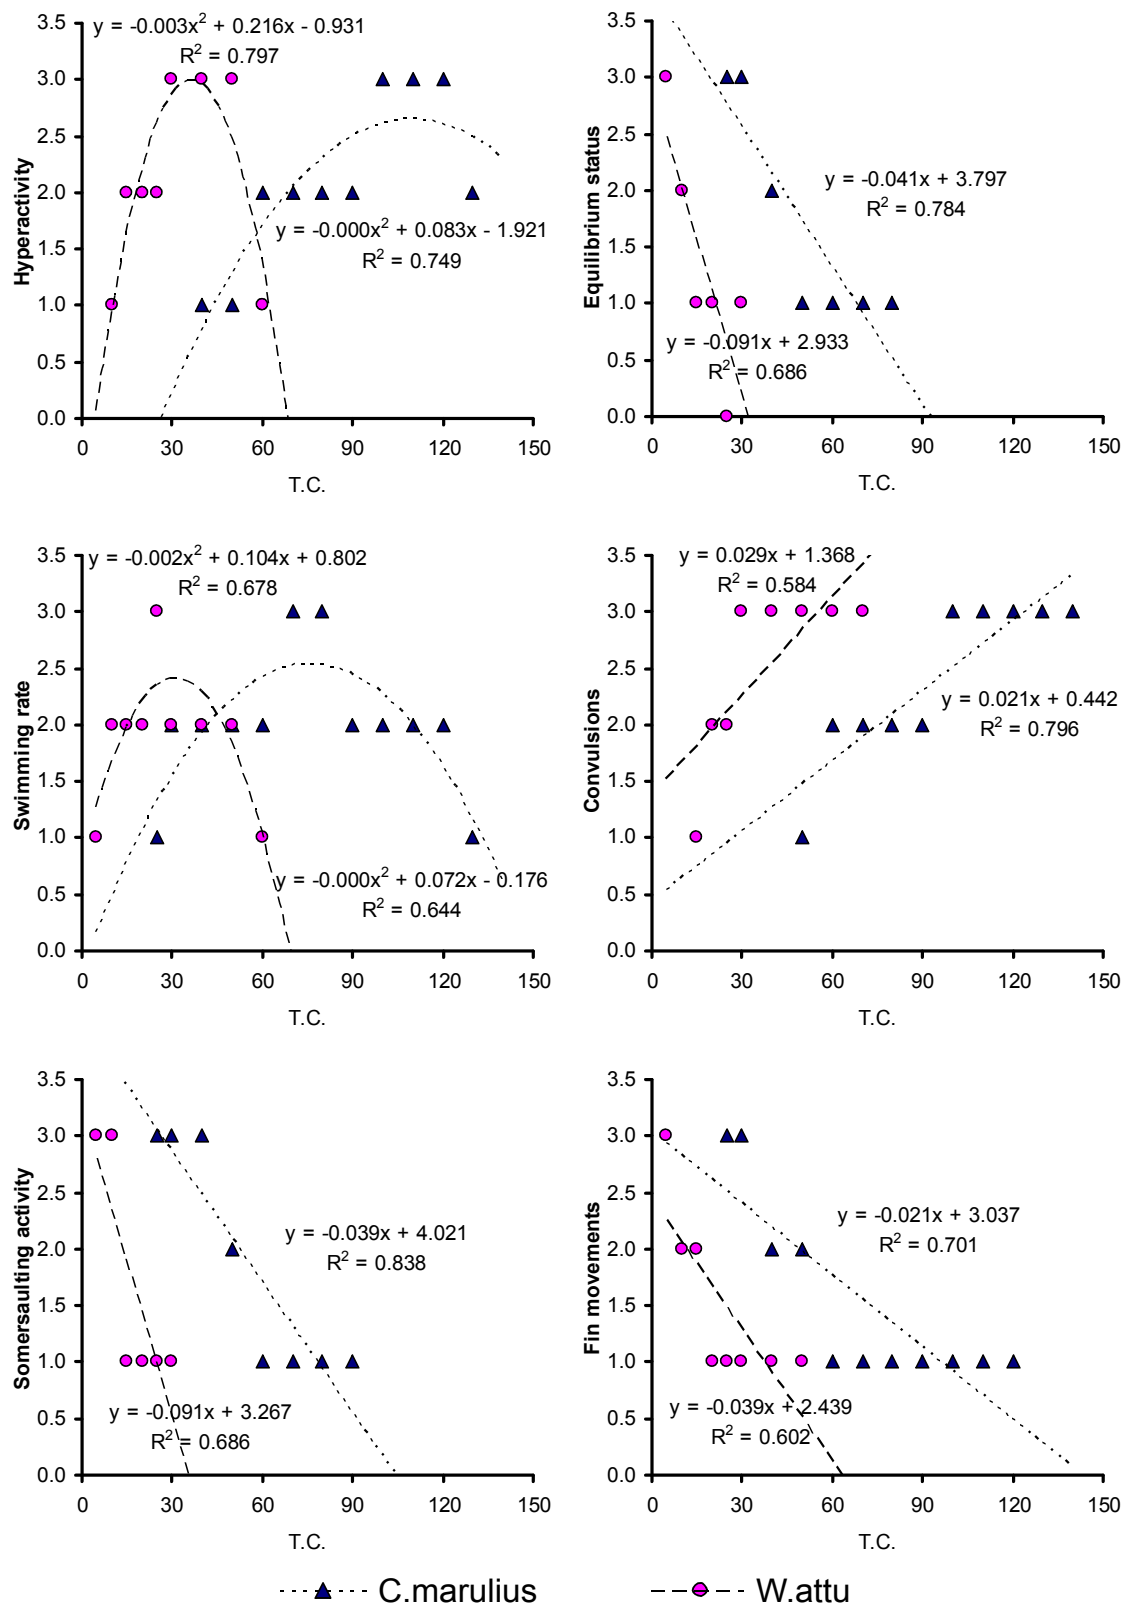 y = -0.003x² + 0.216x - 0.931
R² = 0.797
y = -0.000x² + 0.083x - 1.921
R² = 0.749
Hyperactivity
3.5
3.0
2.5
2.0
1.5
1.0
0.5
0.0
0 30 60 90 120 150
T.C.
y = -0.041x + 3.797
R² = 0.784
y = -0.091x + 2.933
R² = 0.686
Equilibrium status
3.5
3.0
2.5
2.0
1.5
1.0
0.5
0.0
0 30 60 90 120 150
T.C.
y = -0.002x² + 0.104x + 0.802
R² = 0.678
y = -0.000x² + 0.072x - 0.176
R² = 0.644
Swimming rate
3.5
3.0
2.5
2.0
1.5
1.0
0.5
0.0
0 30 60 90 120 150
T.C.
y = 0.029x + 1.368
R² = 0.584
y = 0.021x + 0.442
R² = 0.796
Convulsions
3.5
3.0
2.5
2.0
1.5
1.0
0.5
0.0
0 30 60 90 120 150
T.C.
y = -0.039x + 4.021
R² = 0.838
y = -0.091x + 3.267
R² = 0.686
Somersaulting activity
3.5
3.0
2.5
2.0
1.5
1.0
0.5
0.0
0 30 60 90 120 150
T.C.
y = -0.021x + 3.037
R² = 0.701
y = -0.039x + 2.439
R² = 0.602
Fin movements
3.5
3.0
2.5
2.0
1.5
1.0
0.5
0.0
0 30 60 90 120 150
T.C.
C.marulius
W.attu